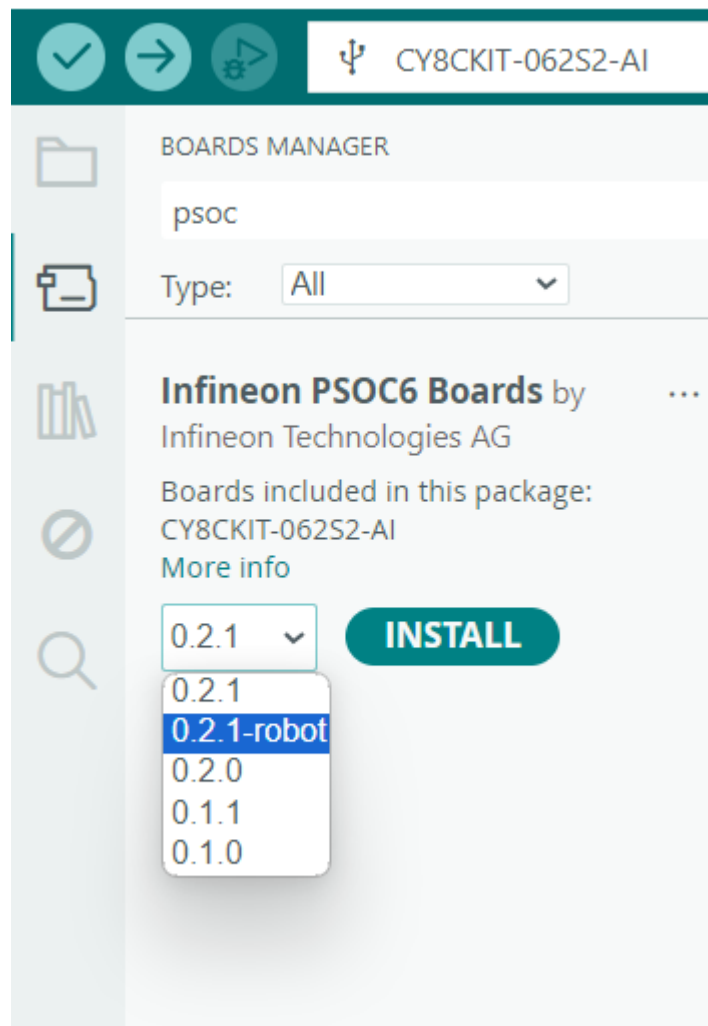 CY8CKIT-062S2-AI
BOARDS MANAGER
psoc
Type: All
Infineon PSOC6 Boards by
Infineon Technologies AG
Boards included in this package:
CY8CKIT-062S2-AI
More info
0.2.1 INSTALL
0.2.1
0.2.1-robot
0.2.0
0.1.1
0.1.0